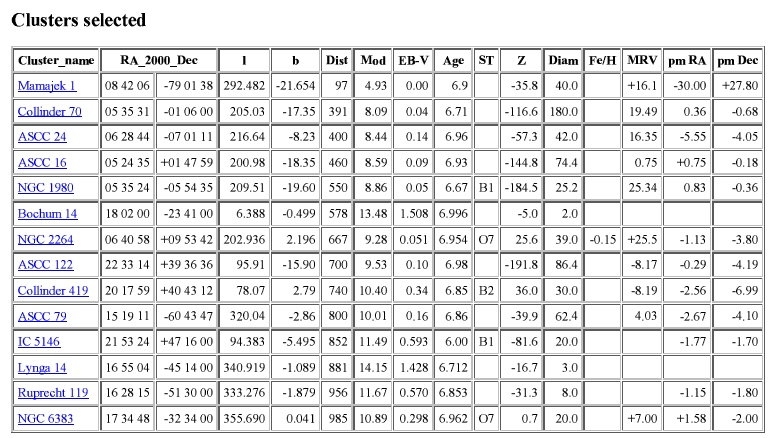 Clusters selected
Cluster_name RA_2000_Dec l b Dist Mod EB-V Age ST Z Diam Fe/H MRV pm RA pm Dec
Mamajek 1 08 42 06 -79 01 38 292.482 -21.654 97 4.93 0.00 6.9 -35.8 40.0 +16.1 -30.00 +27.80
Collinder 70 05 35 31 -01 06 00 205.03 -17.35 391 8.09 0.04 6.71 -116.6 180.0 19.49 0.36 -0.68
ASCC 24 06 28 44 -07 01 11 216.64 -8.23 400 8.44 0.14 6.96 -57.3 42.0 16.35 -5.55 -4.05
ASCC 16 05 24 35 +01 47 59 200.98 -18.35 460 8.59 0.09 6.93 -144.8 74.4 0.75 +0.75 -0.18
NGC 1980 05 35 24 -05 54 35 209.51 -19.60 550 8.86 0.05 6.67 B1 -184.5 25.2 25.34 0.83 -0.36
Bochum 14 18 02 00 -23 41 00 6.388 -0.499 578 13.48 1.508 6.996 -5.0 2.0
NGC 2264 06 40 58 +09 53 42 202.936 2.196 667 9.28 0.051 6.954 O7 25.6 39.0 -0.15 +25.5 -1.13 -3.80
ASCC 122 22 33 14 +39 36 36 95.91 -15.90 700 9.53 0.10 6.98 -191.8 86.4 -8.17 -0.29 -4.19
Collinder 419 20 17 59 +40 43 12 78.07 2.79 740 10.40 0.34 6.85 B2 36.0 30.0 -8.19 -2.56 -6.99
ASCC 79 15 19 11 -60 43 47 320.04 -2.86 800 10.01 0.16 6.86 -39.9 62.4 4.03 -2.67 -4.10
IC 5146 21 53 24 +47 16 00 94.383 -5.495 852 11.49 0.593 6.00 B1 -81.6 20.0 -1.77 -1.70
Lynga 14 16 55 04 -45 14 00 340.919 -1.089 881 14.15 1.428 6.712 -16.7 3.0
Ruprecht 119 16 28 15 -51 30 00 333.276 -1.879 956 11.67 0.570 6.853 -31.3 8.0 -1.15 -1.80
NGC 6383 17 34 48 -32 34 00 355.690 0.041 985 10.89 0.298 6.962 O7 0.7 20.0 +7.00 +1.58 -2.00